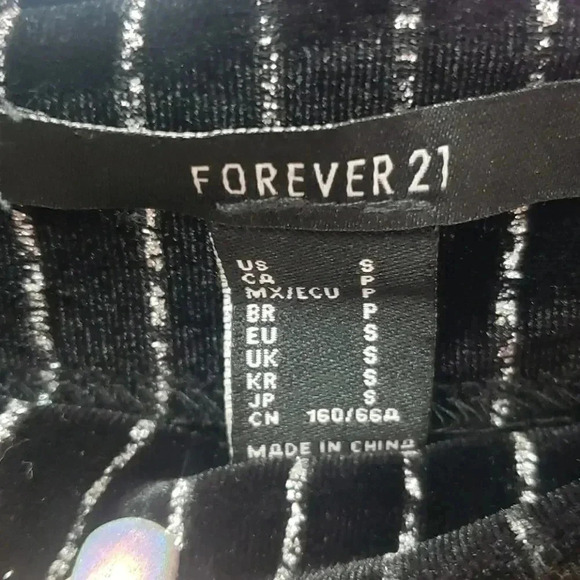 FOREVER 21
US S
CA P
MX/ECU P
BR P
EU S
UK S
KR S
JP S
CN 160/66A
MADE IN CHINA